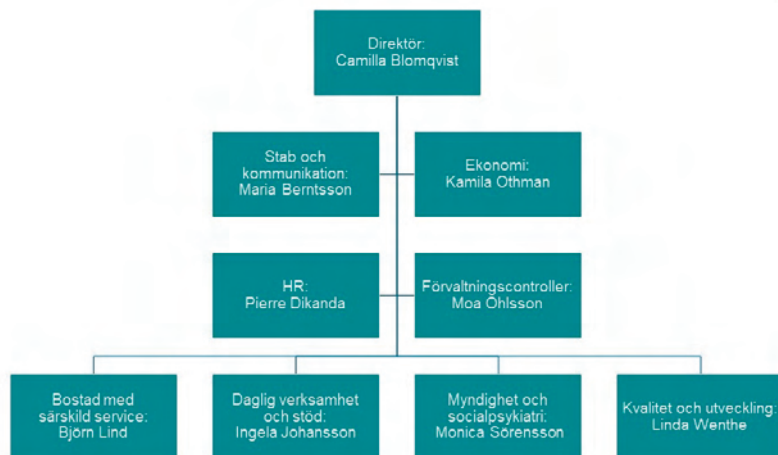 Direktör:
Camilla Blomqvist
Stab och
kommunikation:
Maria Berntsson
Ekonomi:
Kamila Othman
HR:
Pierre Dikanda
Förvaltningscontroller:
Moa Ohlsson
Bostad med
särskild service:
Björn Lind
Daglig verksamhet
och stöd:
Ingela Johansson
Myndighet och
socialpsykiatri:
Monica Sörensson
Kvalitet och utveckling:
Linda Wenthe